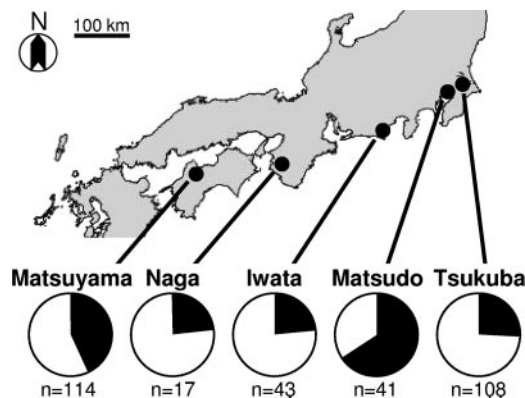 N
100 km
Matsuyama Naga Iwata Matsudo Tsukuba
n=114 n=17 n=43 n=41 n=108